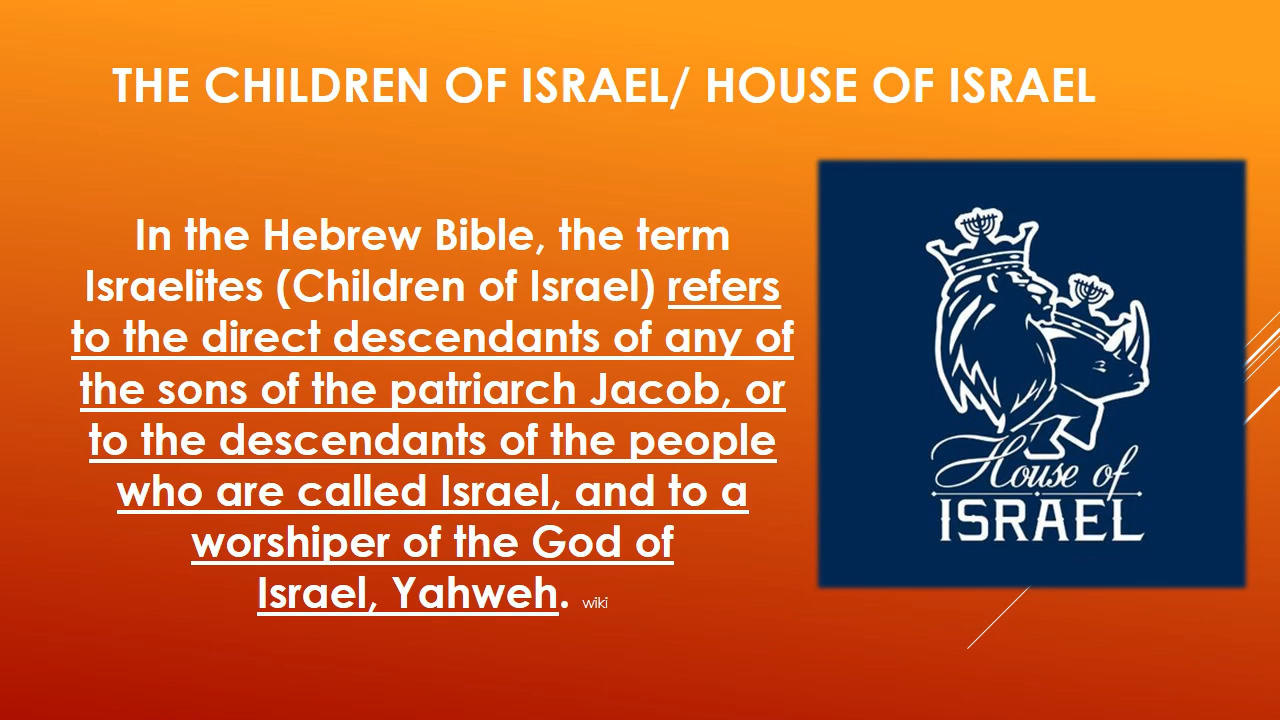 THE CHILDREN OF ISRAEL/ HOUSE OF ISRAEL
In the Hebrew Bible, the term
Israelites (Children of Israel) refers
to the direct descendants of any of
the sons of the patriarch Jacob, or
to the descendants of the people
who are called Israel, and to a
worshiper of the God of
Israel, Yahweh. wiki
House of
ISRAEL